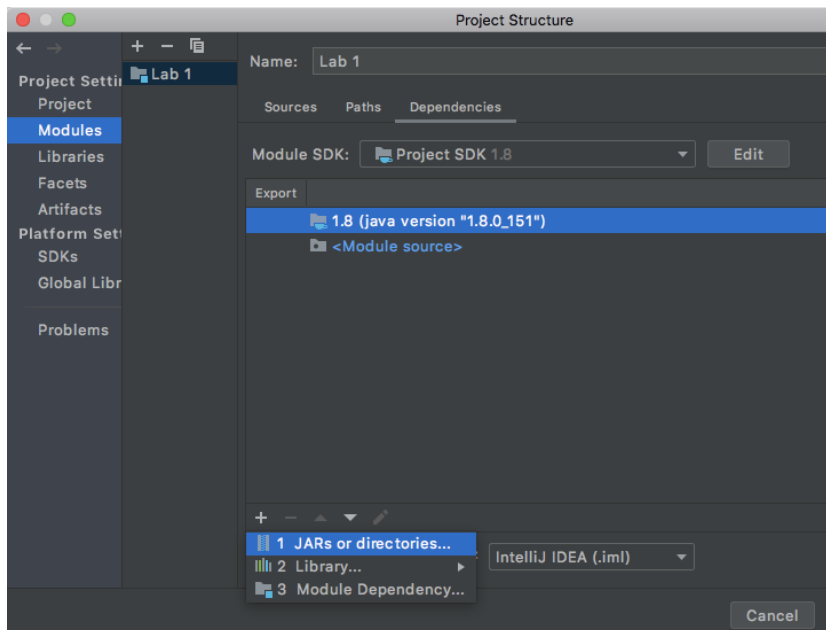 Project Structure
Project Setti
Project
Modules
Libraries
Facets
Artifacts
Platform Set
SDKs
Global Libr
Problems
Lab 1
Name: Lab 1
Sources Paths Dependencies
Module SDK: Project SDK 1.8 Edit
Export
1.8 (java version "1.8.0_151")
<Module source>
1 JARs or directories...
2 Library...
3 Module Dependency...
: IntelliJ IDEA (.iml)
Cancel